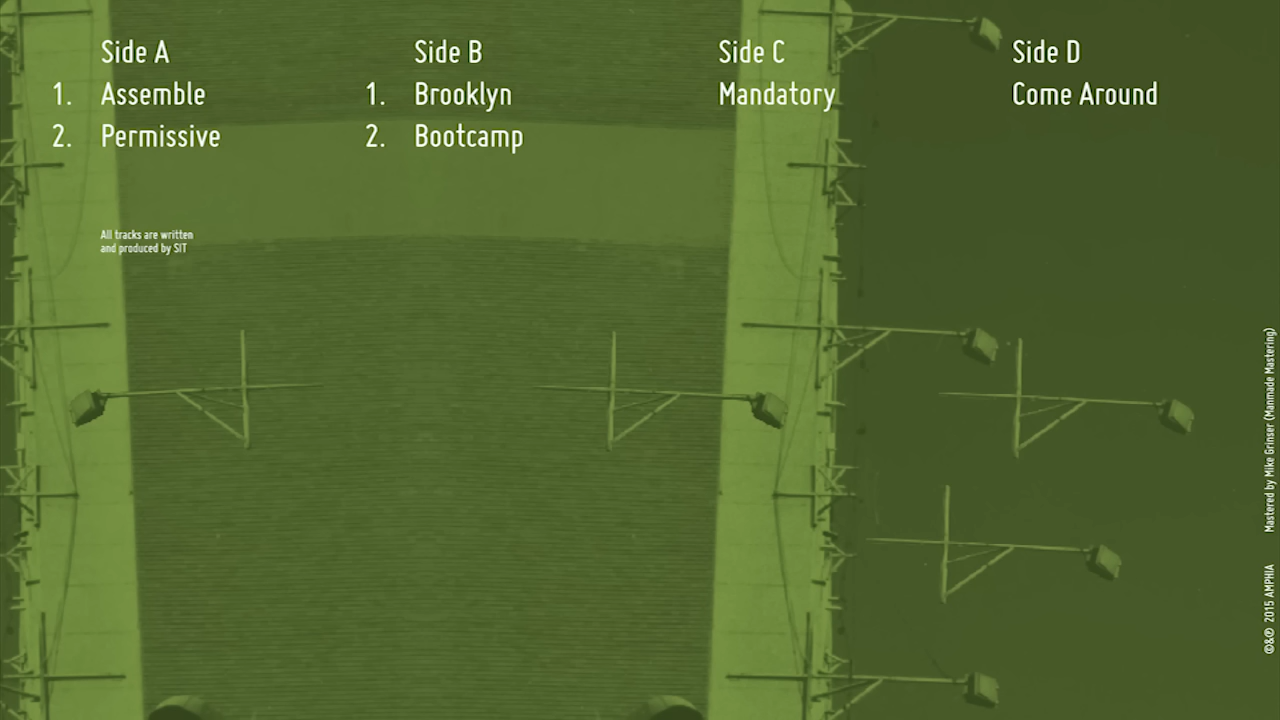 Side A
1. Assemble
2. Permissive
Side B
1. Brooklyn
2. Bootcamp
Side C
Mandatory
Side D
Come Around
All tracks are written
and produced by SIT
Mastered by Mike Grinser (Manmade Mastering)
©&℗ 2015 AMPHIA